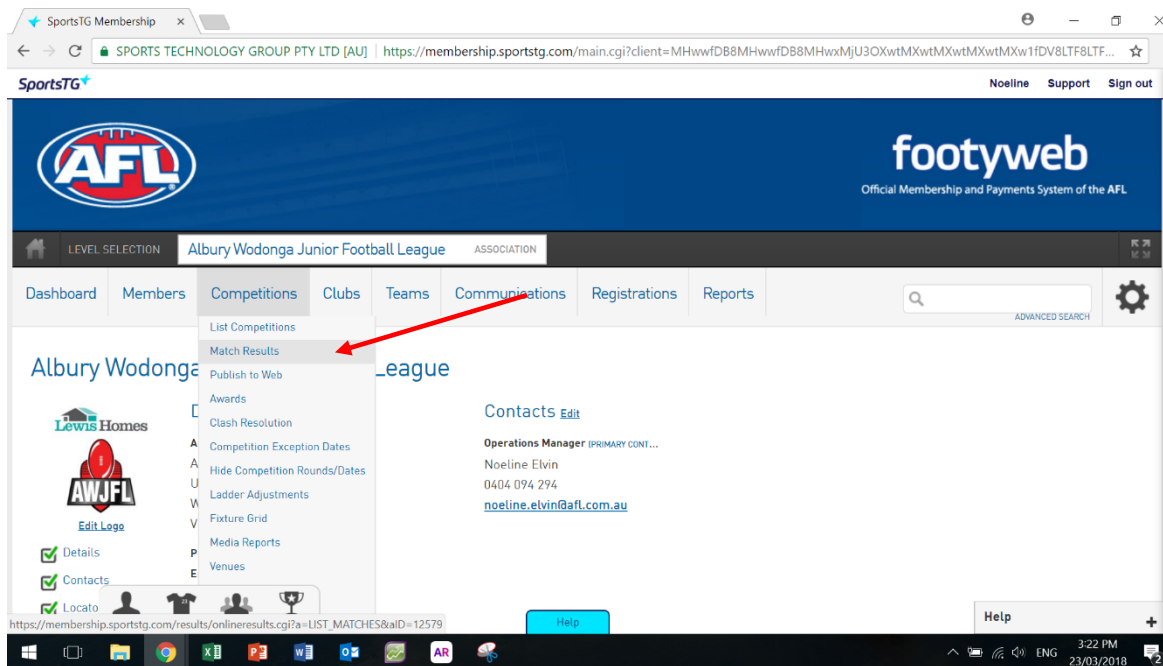 SportsTG Membership
SPORTS TECHNOLOGY GROUP PTY LTD [AU] | https://membership.sportstg.com/main.cgi?client=MHwwfDB8MHwwfDB8MHwxMjU3OXwtMXwtMXwtMXwtMXwtMXw1fDV8LTF8LTF...
SportsTG
Noeline Support Sign out
AFL
footyweb
Official Membership and Payments System of the AFL
LEVEL SELECTION Albury Wodonga Junior Football League ASSOCIATION
Dashboard Members Competitions Clubs Teams Communications Registrations Reports
ADVANCED SEARCH
List Competitions
Match Results
Publish to Web
Awards
Clash Resolution
Competition Exception Dates
Hide Competition Rounds/Dates
Ladder Adjustments
Fixture Grid
Media Reports
Venues
Albury Wodonga League
Lewis Homes
AWJFL
Edit Logo
Details
Contacts
Locato
D
A
A
U
W
V
P
E
Contacts Edit
Operations Manager (PRIMARY CONT...
Noeline Elvin
0404 094 294
noeline.elvin@afl.com.au
Help
Help +
https://membership.sportstg.com/results/onlineresults.cgi?a=LIST_MATCHES&aID=12579
AR
ENG
3:22 PM
23/03/2018
2